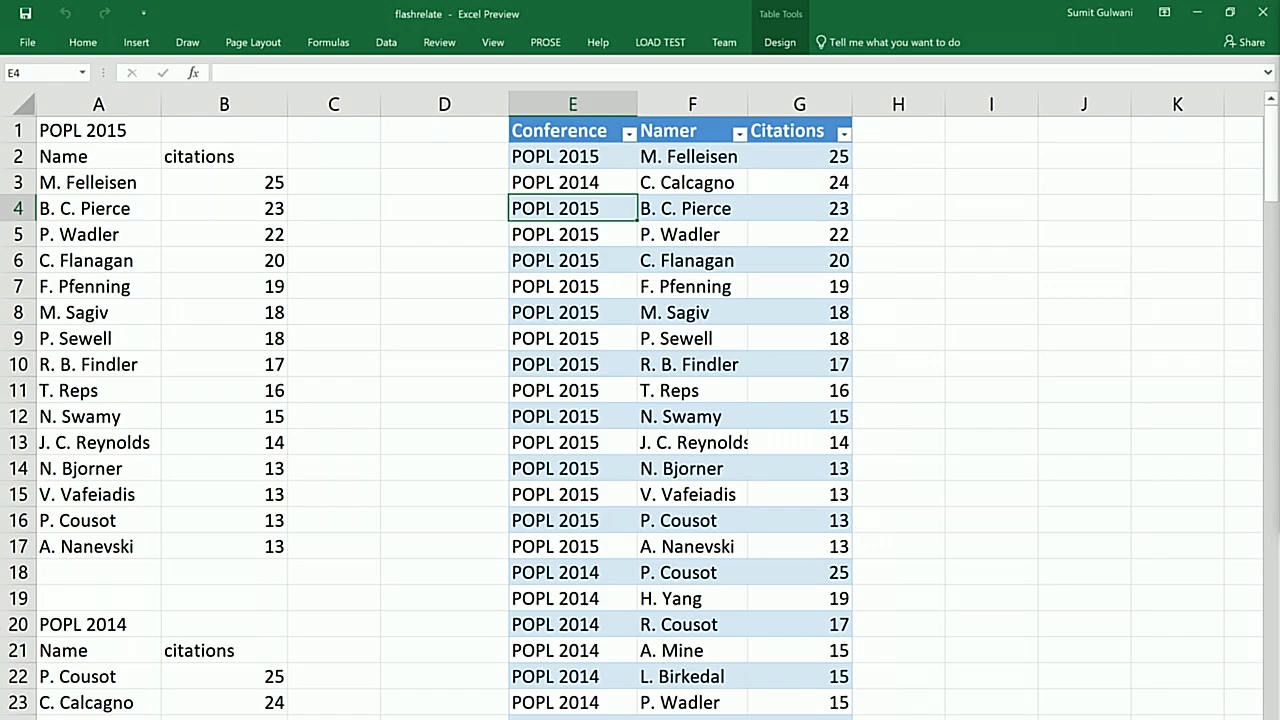 flashrelate - Excel Preview
Table Tools
Sumit Gulwani
File Home Insert Draw Page Layout Formulas Data Review View PROSE Help LOAD TEST Team Design Tell me what you want to do Share
E4 fx
A B C D E F G H I J K
1 POPL 2015 Conference Namer Citations
2 Name citations POPL 2015 M. Felleisen 25
3 M. Felleisen 25 POPL 2014 C. Calcagno 24
4 B. C. Pierce 23 POPL 2015 B. C. Pierce 23
5 P. Wadler 22 POPL 2015 P. Wadler 22
6 C. Flanagan 20 POPL 2015 C. Flanagan 20
7 F. Pfenning 19 POPL 2015 F. Pfenning 19
8 M. Sagiv 18 POPL 2015 M. Sagiv 18
9 P. Sewell 18 POPL 2015 P. Sewell 18
10 R. B. Findler 17 POPL 2015 R. B. Findler 17
11 T. Reps 16 POPL 2015 T. Reps 16
12 N. Swamy 15 POPL 2015 N. Swamy 15
13 J. C. Reynolds 14 POPL 2015 J. C. Reynolds 14
14 N. Bjorner 13 POPL 2015 N. Bjorner 13
15 V. Vafeiadis 13 POPL 2015 V. Vafeiadis 13
16 P. Cousot 13 POPL 2015 P. Cousot 13
17 A. Nanevski 13 POPL 2015 A. Nanevski 13
18 POPL 2014 P. Cousot 25
19 POPL 2014 H. Yang 19
20 POPL 2014 POPL 2014 R. Cousot 17
21 Name citations POPL 2014 A. Mine 15
22 P. Cousot 25 POPL 2014 L. Birkedal 15
23 C. Calcagno 24 POPL 2014 P. Wadler 15